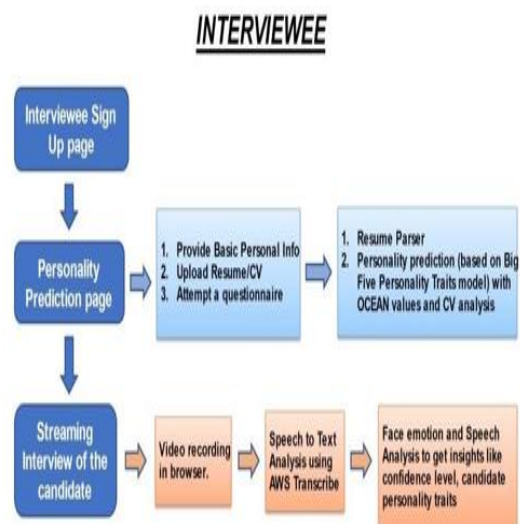 INTERVIEWEE
Interviewee Sign
Up page
Personality
Prediction page
1. Provide Basic Personal Info
2. Upload Resume/CV
3. Attempt a questionnaire
1. Resume Parser
2. Personality prediction (based on Big
Five Personality Traits model) with
OCEAN values and CV analysis
Streaming
Interview of the
candidate
Video recording
in browser.
Speech to Text
Analysis using
AWS Transcribe
Face emotion and Speech
Analysis to get insights like
confidence level, candidate
personality traits